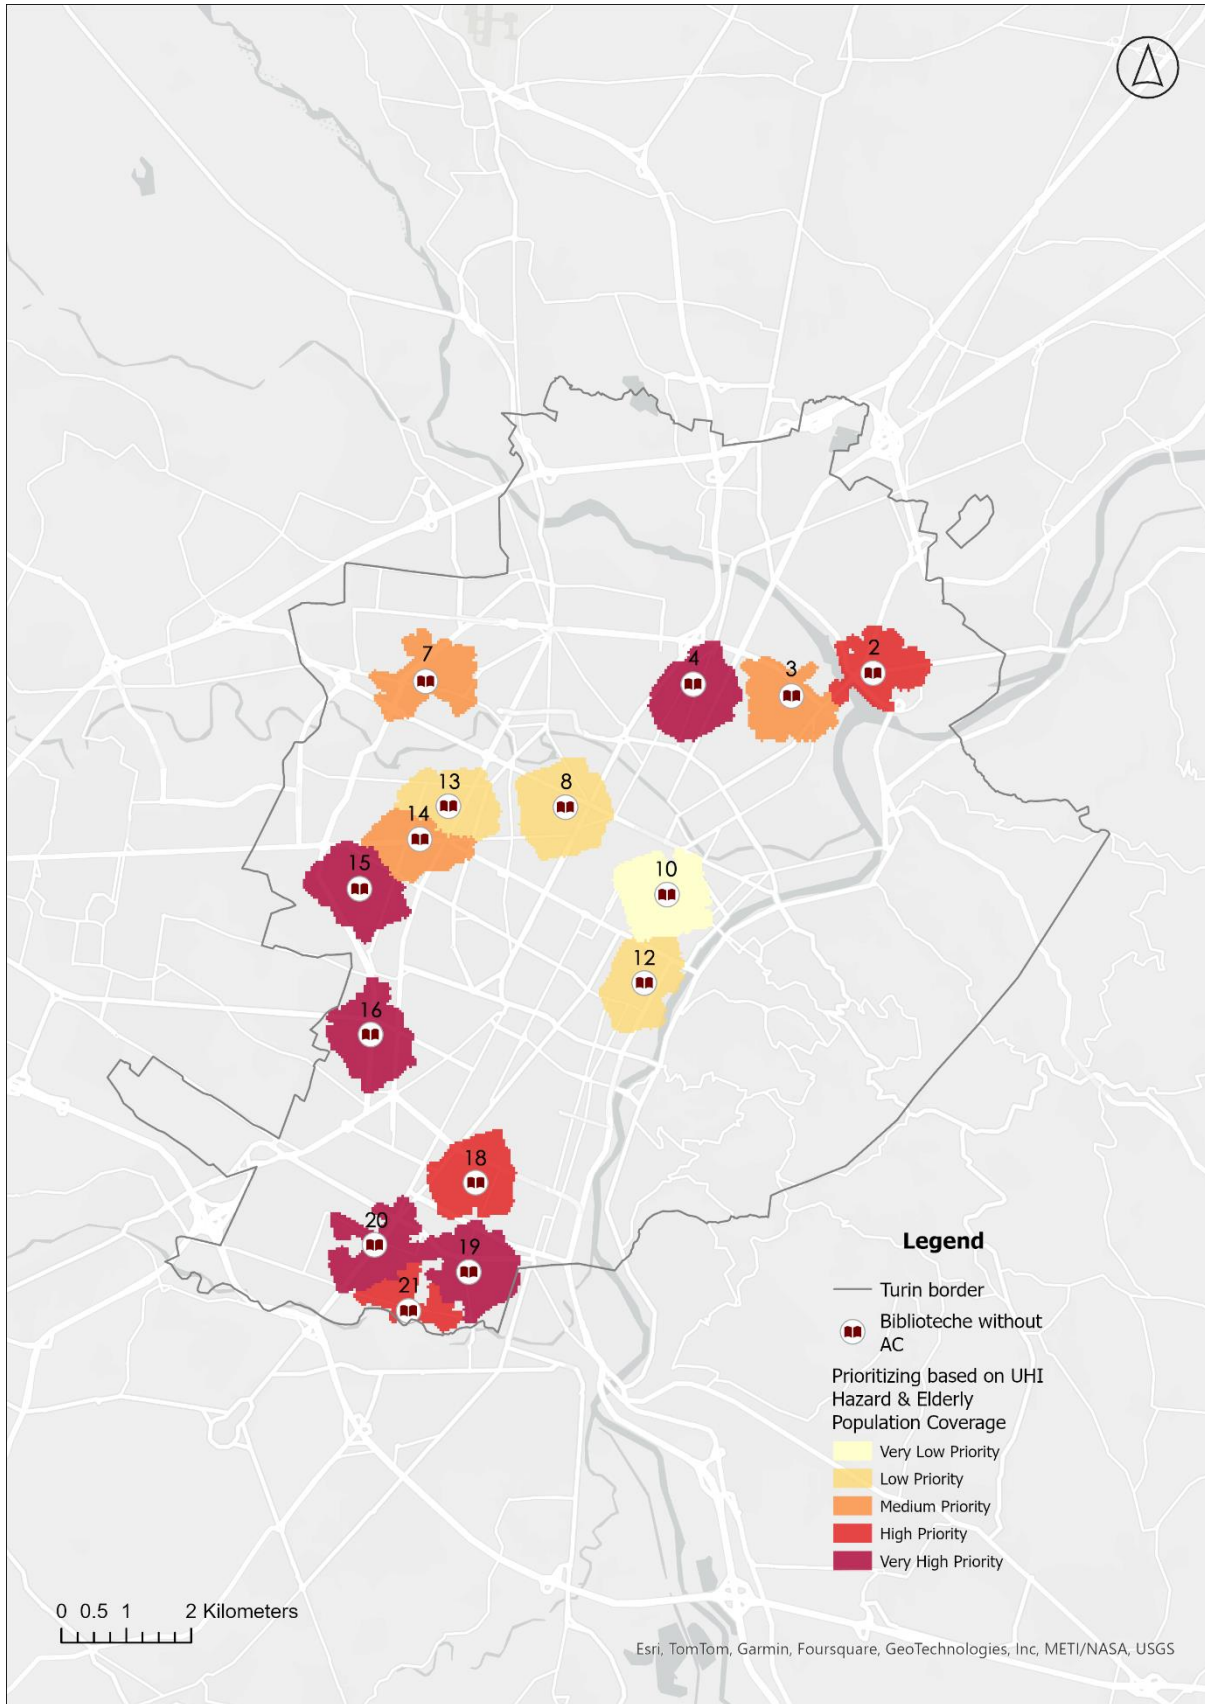 2
4
3
7
13
8
14
15
10
12
16
18
20
19
21
Legend
Turin border
Biblioteche without
AC
Prioritizing based on UHI
Hazard & Elderly
Population Coverage
Very Low Priority
Low Priority
Medium Priority
High Priority
Very High Priority
0 0.5 1 2 Kilometers
Esri, TomTom, Garmin, Foursquare, GeoTechnologies, Inc, METI/NASA, USGS